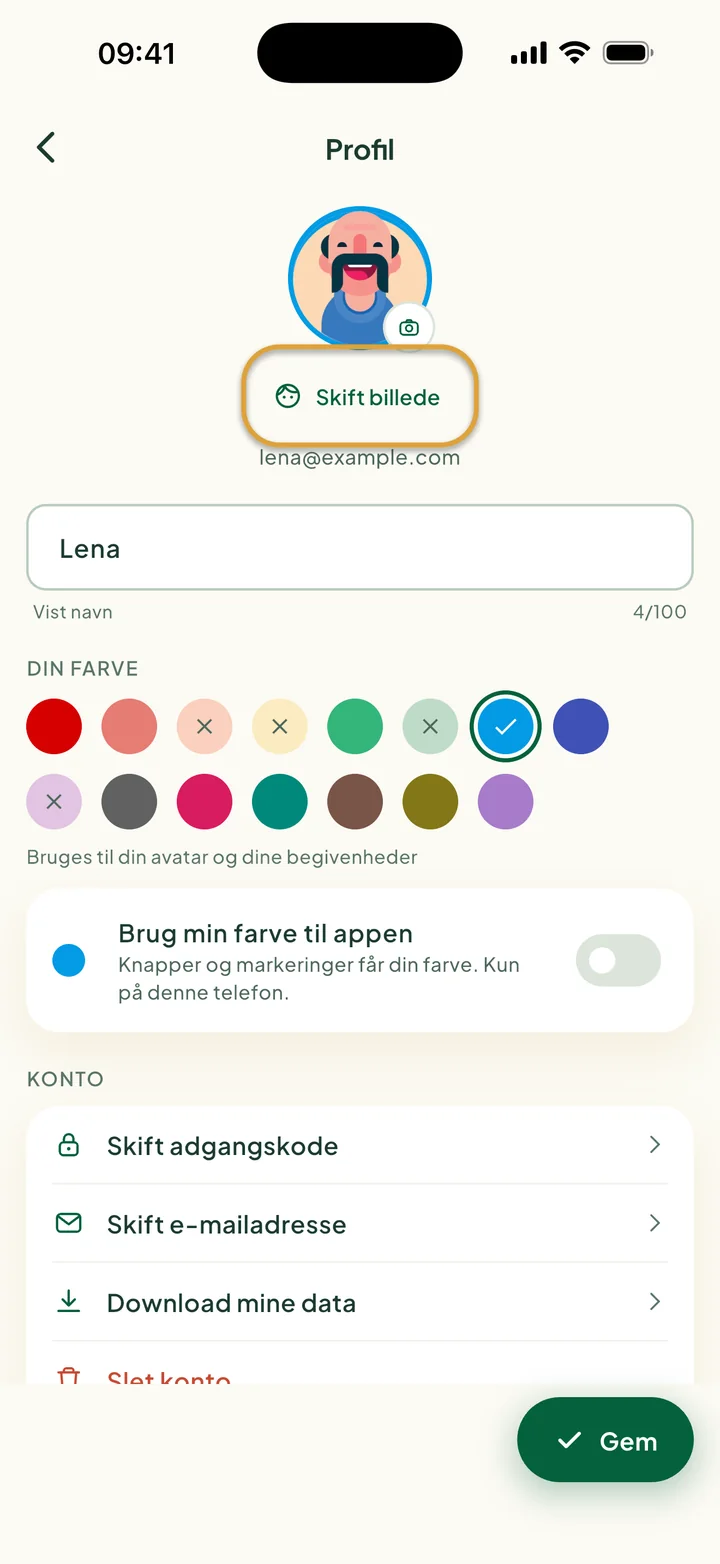 09:41
Profil
Skift billede
lena@example.com
Lena
Vist navn
4/100
DIN FARVE
Bruges til din avatar og dine begivenheder
Brug min farve til appen
Knapper og markeringer får din farve. Kun
på denne telefon.
KONTO
Skift adgangskode
Skift e-mailadresse
Download mine data
Slet konto
Gem